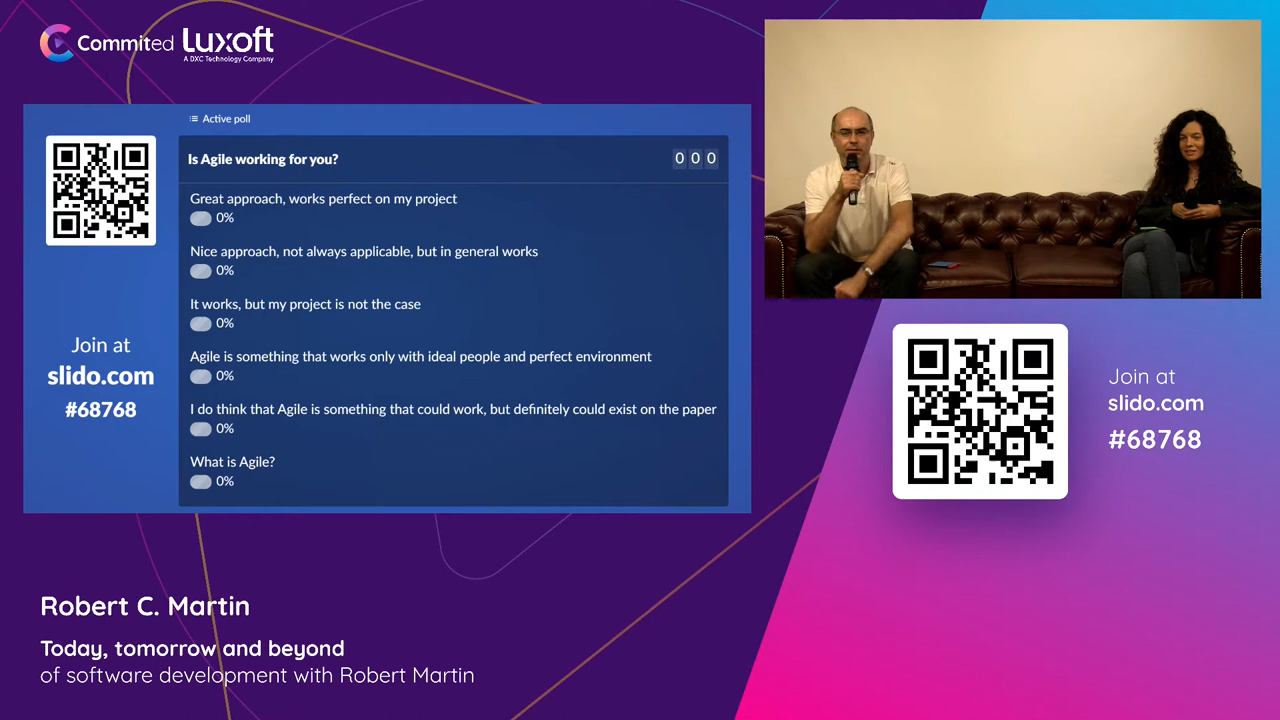 Commited Luxoft
A DXC Technology Company
Active poll
Is Agile working for you?
0 0 0
Great approach, works perfect on my project
0%
Nice approach, not always applicable, but in general works
0%
It works, but my project is not the case
0%
Agile is something that works only with ideal people and perfect environment
0%
I do think that Agile is something that could work, but definitely could exist on the paper
0%
What is Agile?
0%
Join at
slido.com
#68768
Join at
slido.com
#68768
Robert C. Martin
Today, tomorrow and beyond
of software development with Robert Martin